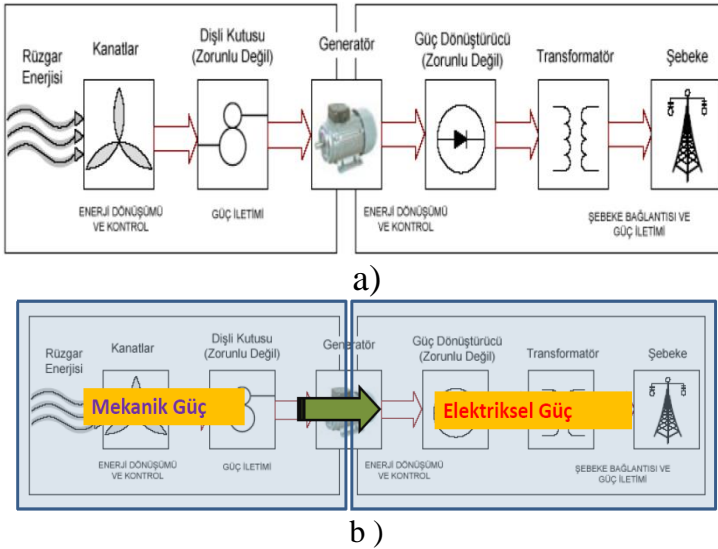 Rüzgar
Enerjisi
Kanatlar
Dişli Kutusu
(Zorunlu Değil)
Generatör
Güç Dönüştürücü
(Zorunlu Değil)
Transformatör
Şebeke
ENERJİ DÖNÜŞÜMÜ
VE KONTROL
GÜÇ İLETİMİ
ENERJİ DÖNÜŞÜMÜ
VE KONTROL
ŞEBEKE BAĞLANTISI VE
GÜÇ İLETİMİ
a)
Rüzgar
Enerjisi
Kanatlar
Dişli Kutusu
(Zorunlu Değil)
Generatör
Güç Dönüştürücü
(Zorunlu Değil)
Transformatör
Şebeke
Mekanik Güç
Elektriksel Güç
ENERJİ DÖNÜŞÜMÜ
VE KONTROL
GÜÇ İLETİMİ
ENERJİ DÖNÜŞÜMÜ
VE KONTROL
ŞEBEKE BAĞLANTISI VE
GÜÇ İLETİMİ
b )